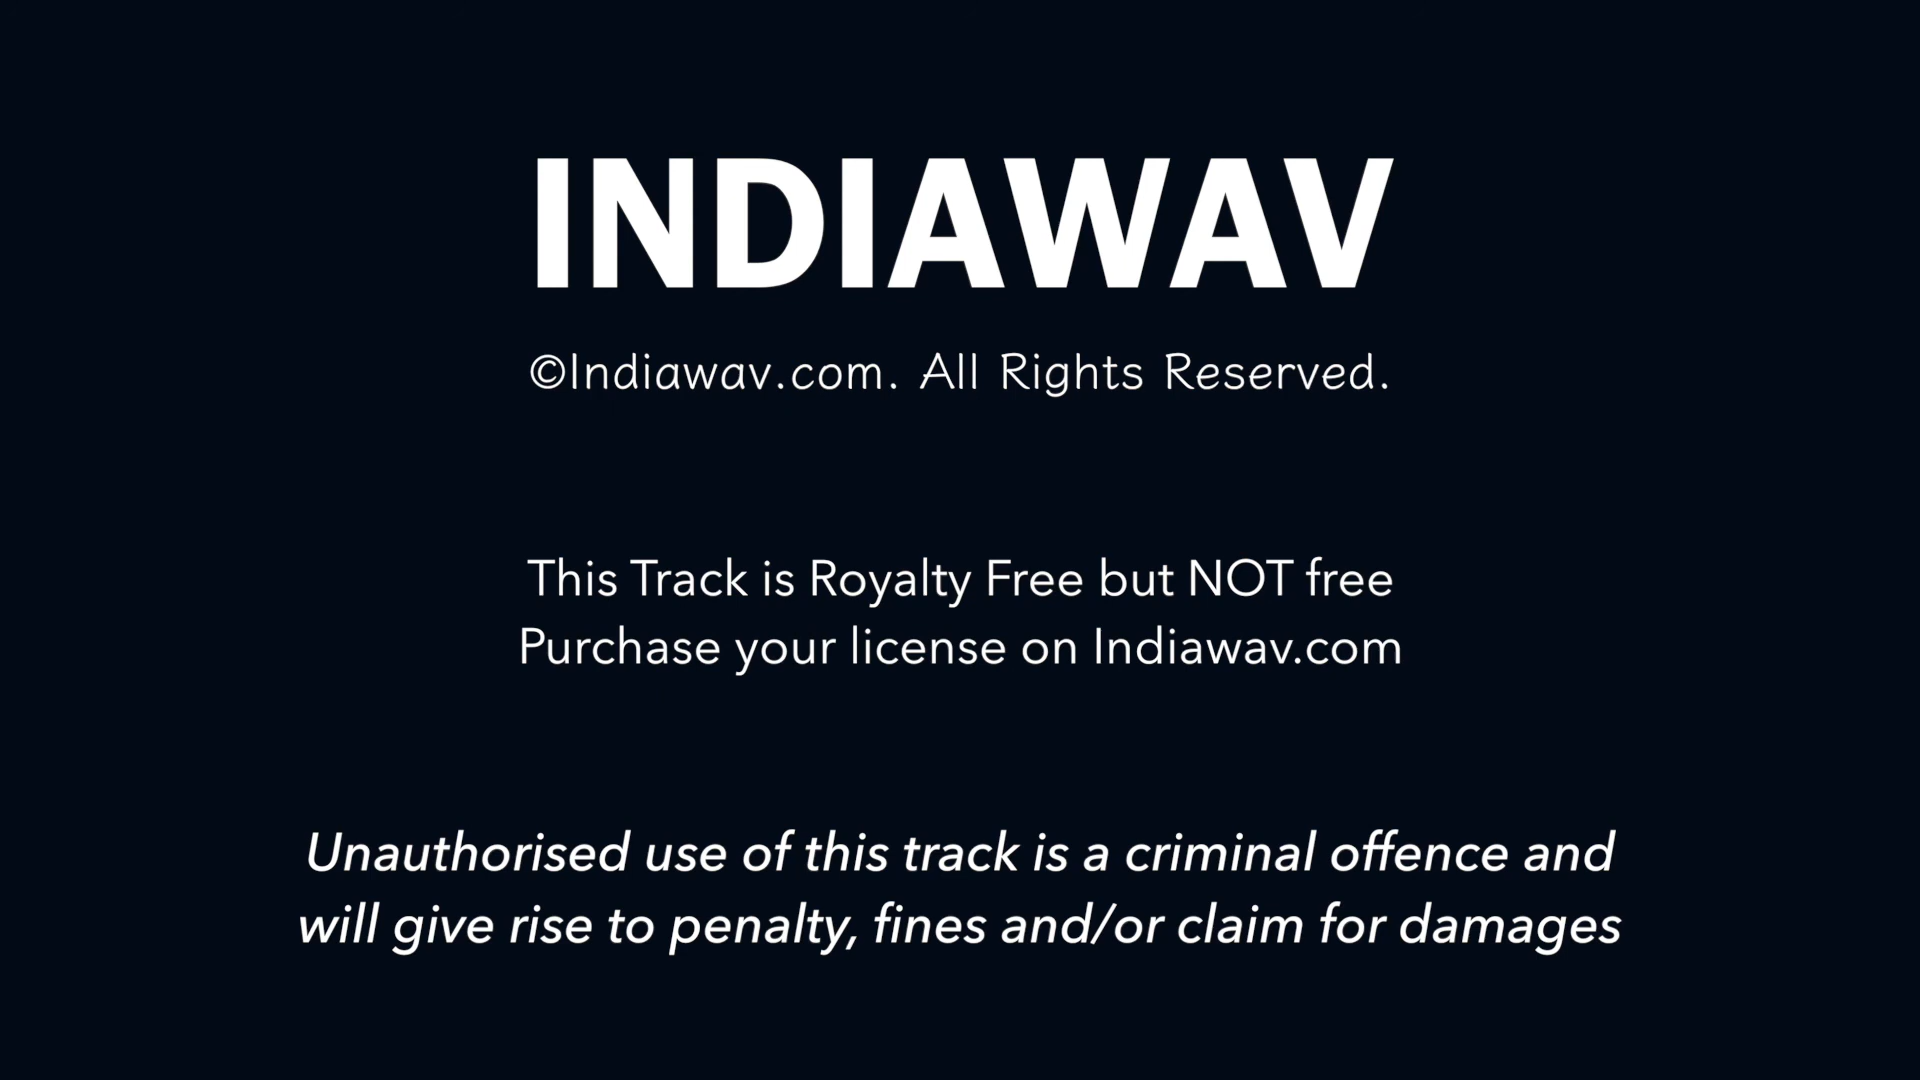 INDIAWAV
©Indiawav.com. All Rights Reserved.
This Track is Royalty Free but NOT free
Purchase your license on Indiawav.com
Unauthorised use of this track is a criminal offence and
will give rise to penalty, fines and/or claim for damages